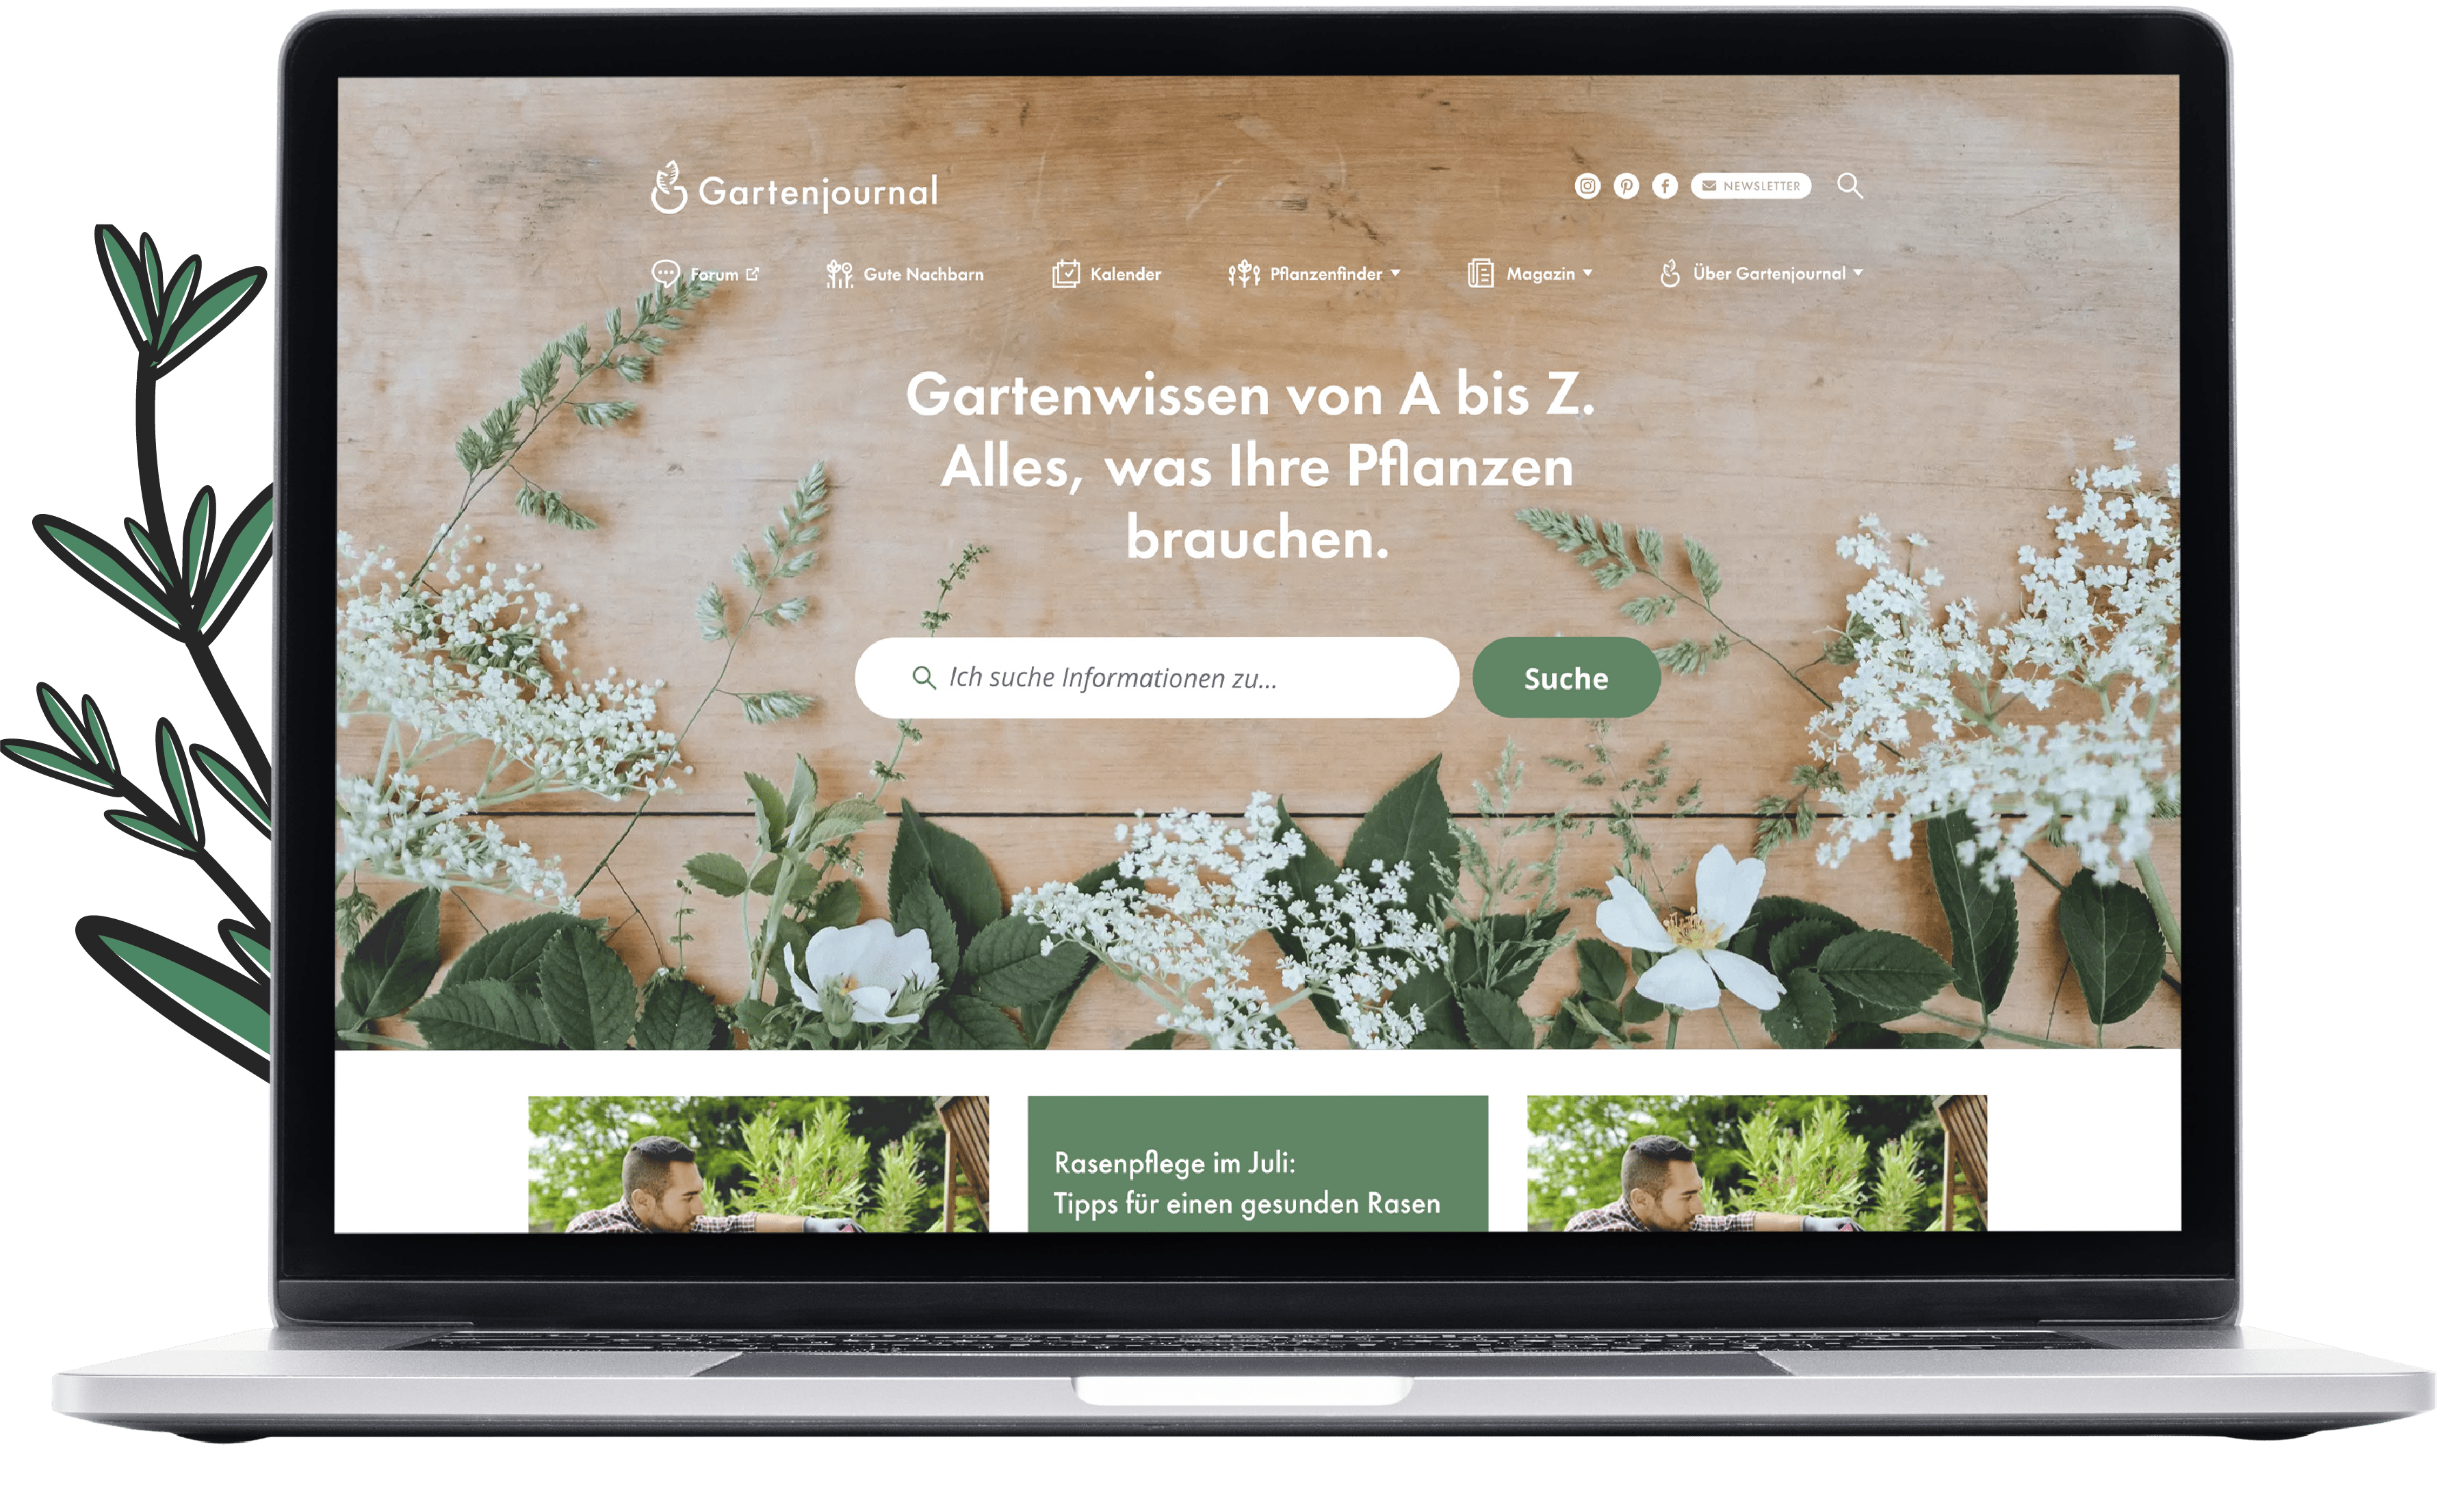 Gartenjournal
NEWSLETTER
Forum
Gute Nachbarn
Kalender
Pflanzenfinder
Magazin
Über Gartenjournal
Gartenwissen von A bis Z.
Alles, was Ihre Pflanzen
brauchen.
Ich suche Informationen zu...
Suche
Rasenpflege im Juli:
Tipps für einen gesunden Rasen